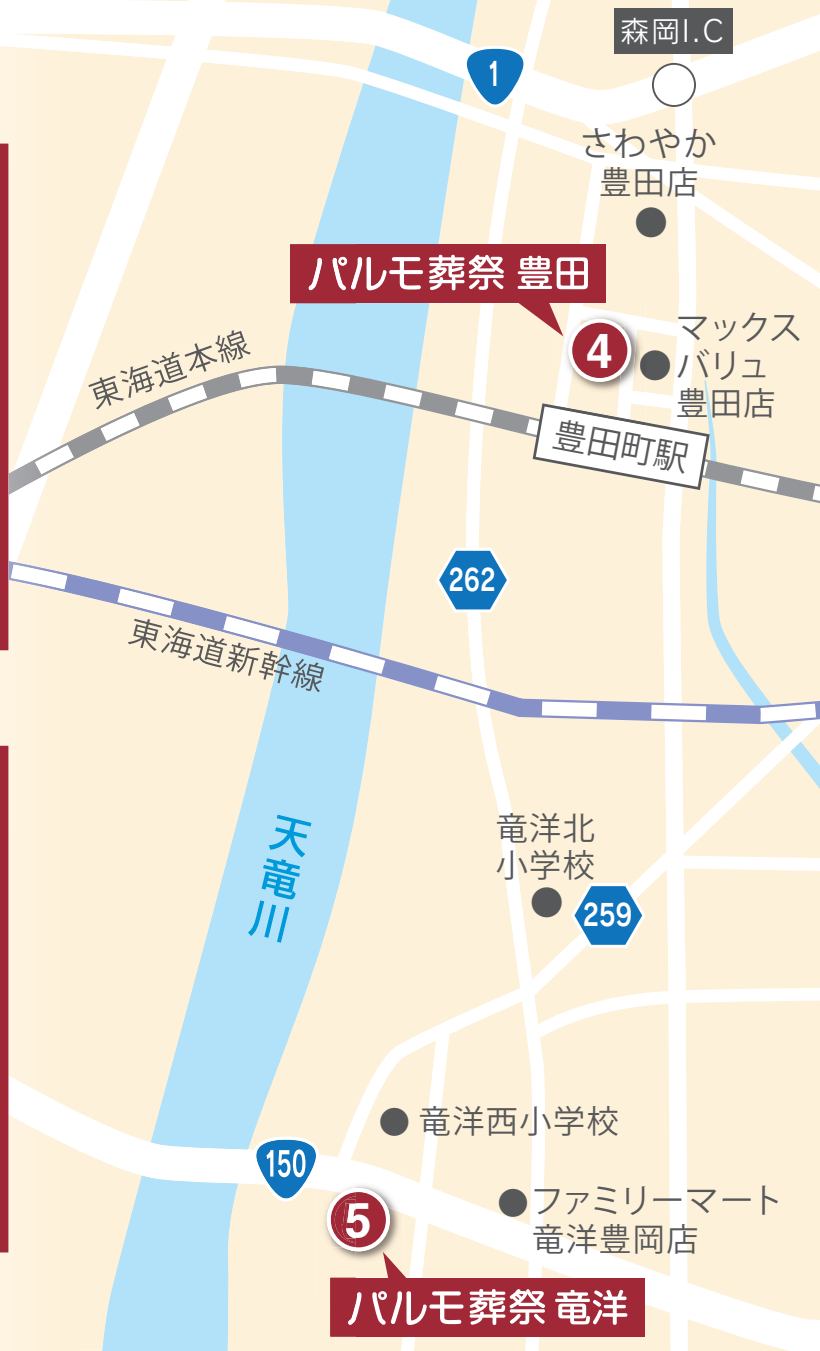 森岡I.C
1
さわやか
豊田店
パルモ葬祭 豊田
4
マックス
バリュ
豊田店
東海道本線
豊田町駅
262
東海道新幹線
天竜川
竜洋北
小学校
259
竜洋西小学校
150
5
ファミリーマート
竜洋豊岡店
パルモ葬祭 竜洋